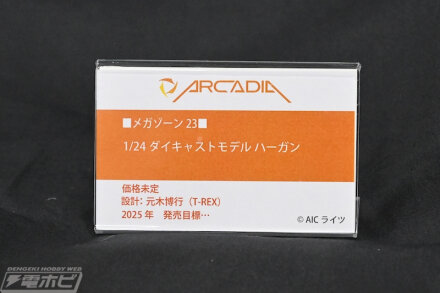 ARCADIA
■メガゾーン 23■
1/24 ダイキャストモデル ハーガン
価格未定
設計: 元木博行（T-REX）
2025 年　発売目標…
© AIC ライツ
DENGEKI HOBBY WEB
電ホビ